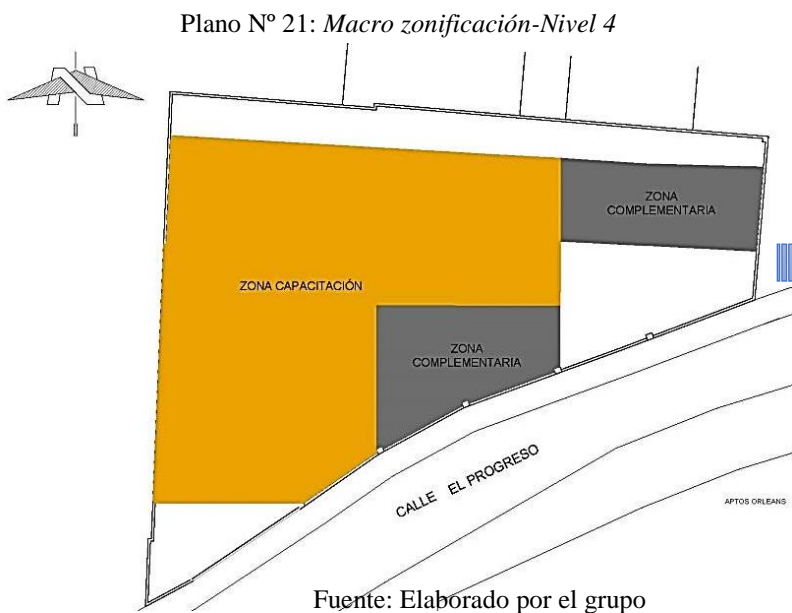 Plano Nº 21: Macro zonificación-Nivel 4
ZONA
COMPLEMENTARIA
ZONA CAPACITACIÓN
ZONA
COMPLEMENTARIA
CALLE EL PROGRESO
APTOS ORLEANS
Fuente: Elaborado por el grupo